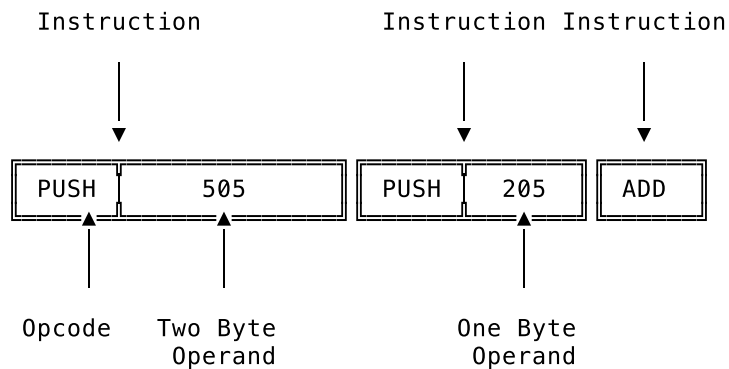 Instruction Instruction Instruction
PUSH 505 PUSH 205 ADD
Opcode Two Byte One Byte
Operand Operand